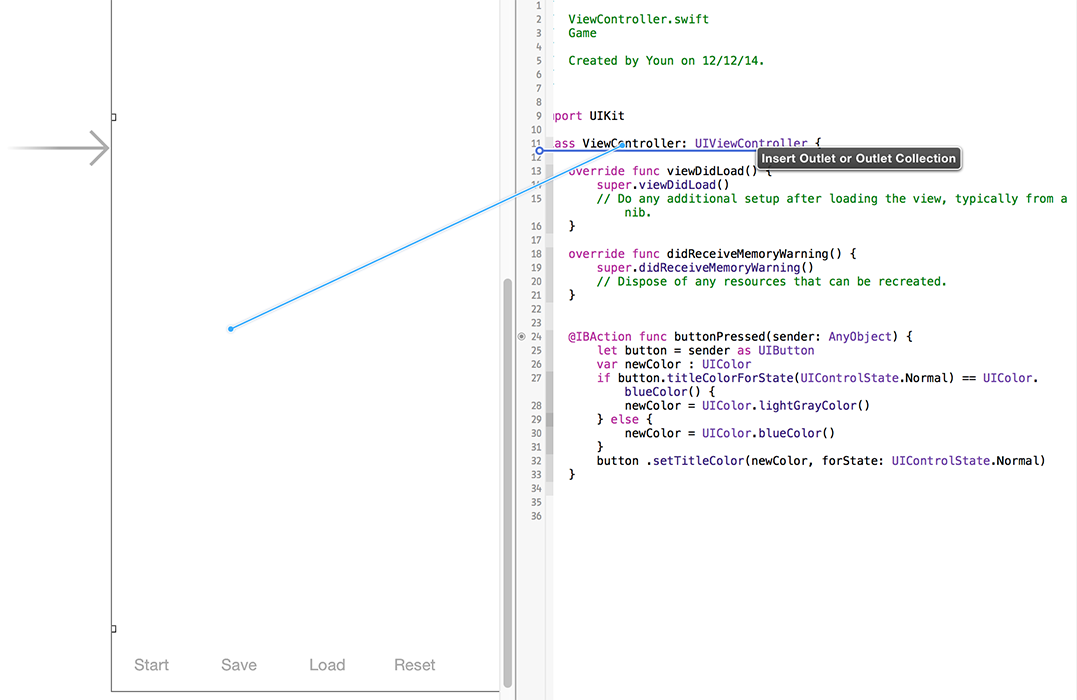 1
2 ViewController.swift
3 Game
4
5 Created by Youn on 12/12/14.
6
7
8
9 port UIKit
10
11 ass ViewController: UIViewController {
12
Insert Outlet or Outlet Collection
13 override func viewDidLoad() {
14 super.viewDidLoad()
15 // Do any additional setup after loading the view, typically from a
nib.
16 }
17
18 override func didReceiveMemoryWarning() {
19 super.didReceiveMemoryWarning()
20 // Dispose of any resources that can be recreated.
21 }
22
23
24 @IBAction func buttonPressed(sender: AnyObject) {
25 let button = sender as UIButton
26 var newColor : UIColor
27 if button.titleColorForState(UIControlState.Normal) == UIColor.
blueColor() {
28 newColor = UIColor.lightGrayColor()
29 } else {
30 newColor = UIColor.blueColor()
31 }
32 button .setTitleColor(newColor, forState: UIControlState.Normal)
33 }
34
35
36
Start Save Load Reset